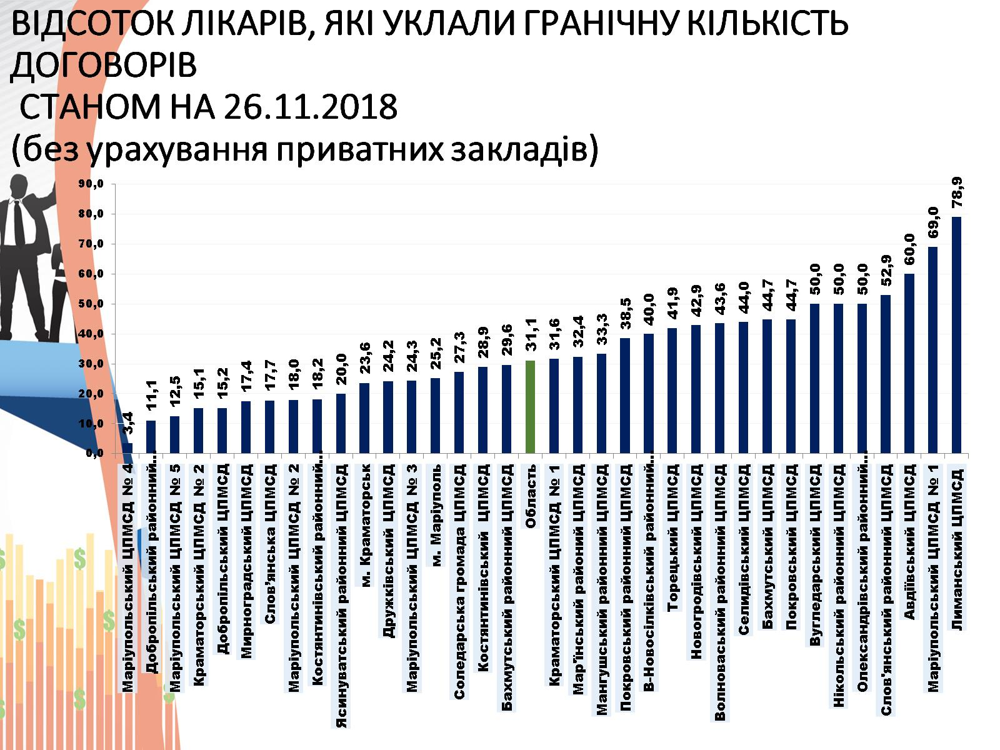 ВІДСОТОК ЛІКАРІВ, ЯКІ УКЛАЛИ ГРАНІЧНУ КІЛЬКІСТЬ
ДОГОВОРІВ
СТАНОМ НА 26.11.2018
(без урахування приватних закладів)
90,0
80,0
70,0
60,0
50,0
40,0
30,0
20,0
10,0
0,0
3,4
11,1
12,5
15,1
15,2
17,4
17,7
18,0
18,2
20,0
23,6
24,2
24,3
25,2
27,3
28,9
29,6
31,1
31,6
32,4
33,3
38,5
40,0
41,9
42,9
43,6
44,0
44,7
44,7
50,0
50,0
50,0
52,9
60,0
69,0
78,9
Маріупольський ЦПМСД № 4
Добропільський районний…
Маріупольський ЦПМСД № 5
Краматорський ЦПМСД № 2
Добропільський ЦПМСД
Мирноградський ЦПМСД
Слов'янська ЦПМСД
Маріупольський ЦПМСД № 2
Костянтинівський районний…
Ясинуватський районний ЦПМСД
м. Краматорськ
Дружківський ЦПМСД
Маріупольський ЦПМСД № 3
м. Маріуполь
Соледарська громада ЦПМСД
Костянтинівський ЦПМСД
Бахмутський районний ЦПМСД
Область
Краматорський ЦПМСД № 1
Мар'їнський районий ЦПМСД
Мангушський районний ЦПМСД
Покровський районний ЦПМСД
В-Новосілківський районний…
Торецький ЦПМСД
Новогродівський ЦПМСД
Волноваський районний ЦПМСД
Селидівський ЦПМСД
Бахмутський ЦПМСД
Покровський ЦПМСД
Вугледарський ЦПМСД
Нікольський районний ЦПМСД
Олександрівський районний…
Слов'янський районний ЦПМСД
Авдіївський ЦПМСД
Маріупольський ЦПМСД № 1
Лиманський ЦПМСД
$
$
$
$
$